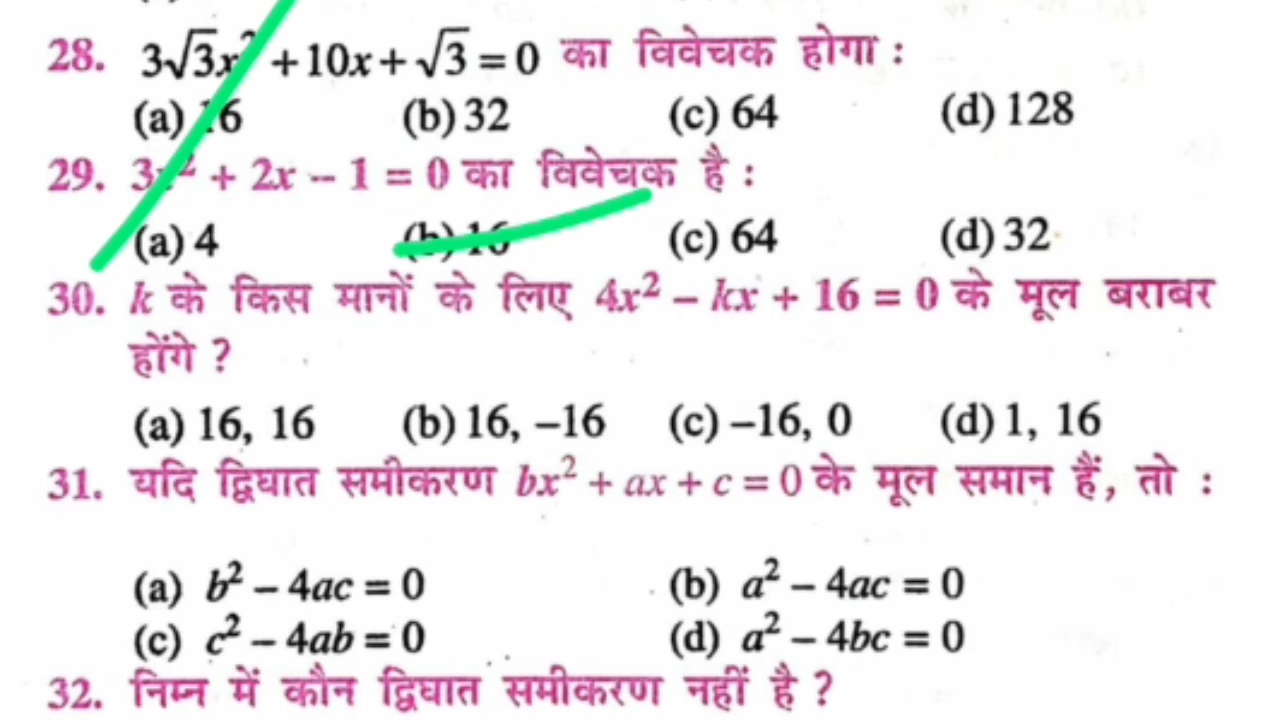 28. 3√3x² + 10x + √3 = 0 का विवेचक होगा :
(a) 16 (b) 32 (c) 64 (d) 128
29. 3x² + 2x – 1 = 0 का विवेचक है :
(a) 4 (b) 16 (c) 64 (d) 32
30. k के किस मानों के लिए 4x² – kx + 16 = 0 के मूल बराबर
होंगे ?
(a) 16, 16 (b) 16, –16 (c) –16, 0 (d) 1, 16
31. यदि द्विघात समीकरण bx² + ax + c = 0 के मूल समान हैं, तो :
(a) b² – 4ac = 0 (b) a² – 4ac = 0
(c) c² – 4ab = 0 (d) a² – 4bc = 0
32. निम्न में कौन द्विघात समीकरण नहीं है ?